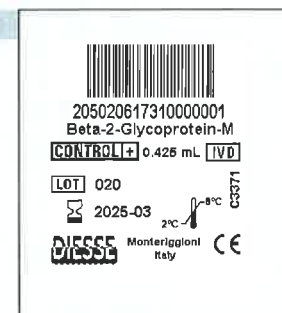 205020617310000001
Beta-2-Glycoprotein-M
CONTROL + 0.425 mL IVD
LOT 020
2025-03
2°C 8°C
C3371
DIESSE Monteriggioni
Italy
CE